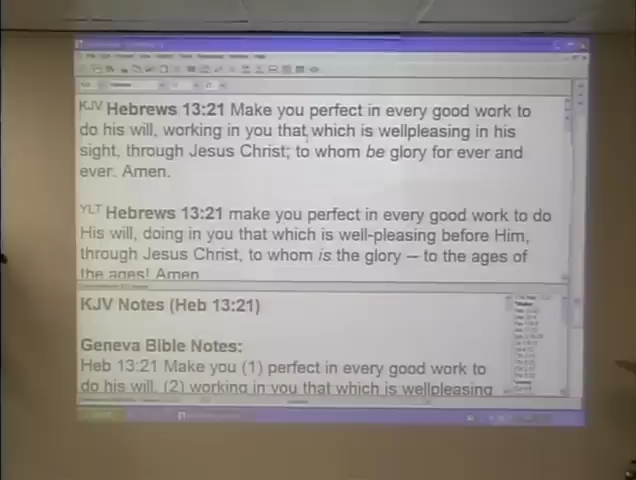 KJV Hebrews 13:21 Make you perfect in every good work to
do his will, working in you that which is wellpleasing in his
sight, through Jesus Christ; to whom be glory for ever and
ever. Amen.
YLT Hebrews 13:21 make you perfect in every good work to do
His will, doing in you that which is well-pleasing before Him,
through Jesus Christ, to whom is the glory — to the ages of
the ages! Amen
KJV Notes (Heb 13:21)
Geneva Bible Notes:
Heb 13:21 Make you (1) perfect in every good work to
do his will, (2) working in you that which is wellpleasing